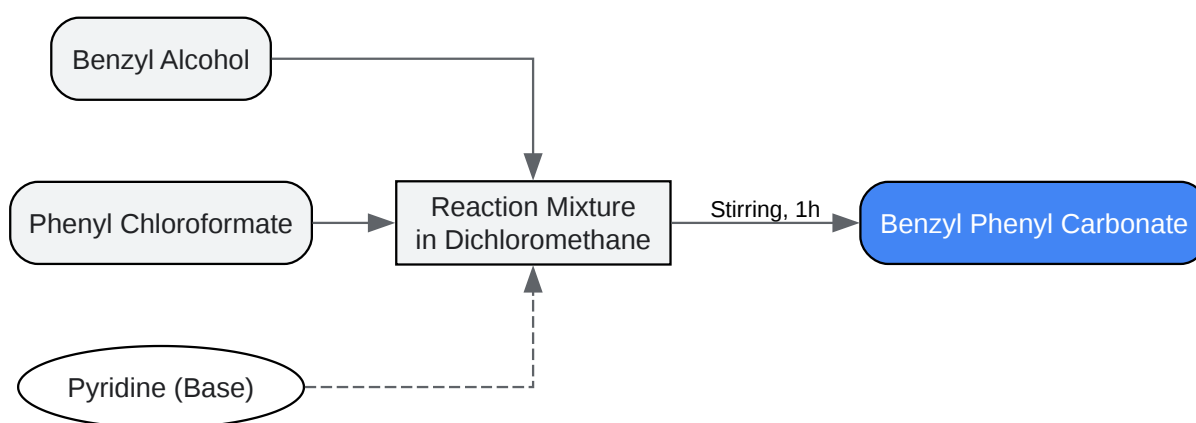 Benzyl Alcohol
Phenyl Chloroformate
Reaction Mixture
in Dichloromethane
Stirring, 1h
Benzyl Phenyl Carbonate
Pyridine (Base)